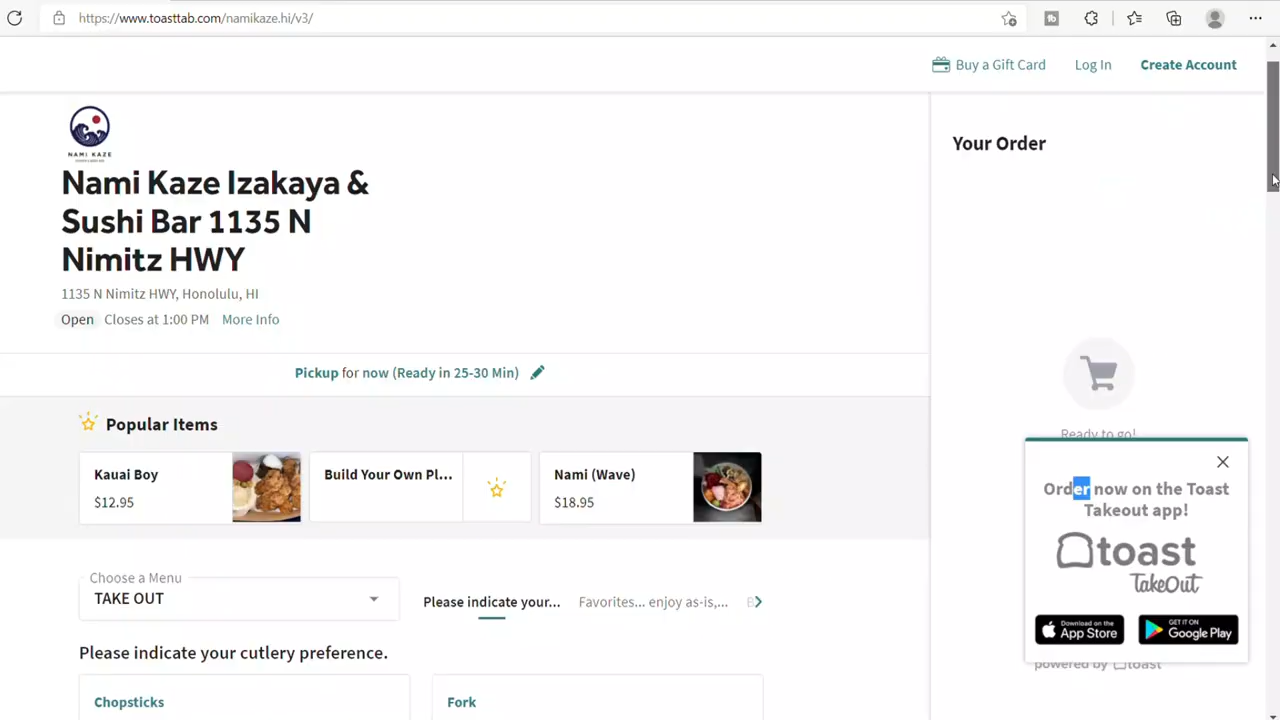 https://www.toasttab.com/namikaze.hi/v3/
Buy a Gift Card
Log In
Create Account
NAMI KAZE
Nami Kaze Izakaya &
Sushi Bar 1135 N
Nimitz HWY
1135 N Nimitz HWY, Honolulu, HI
Open Closes at 1:00 PM More Info
Your Order
Pickup for now (Ready in 25-30 Min)
Popular Items
Kauai Boy
$12.95
Build Your Own Pl...
Nami (Wave)
$18.95
Ready to go!
Order now on the Toast
Takeout app!
toast
TakeOut
Download on the
App Store
GET IT ON
Google Play
powered by toast
Choose a Menu
TAKE OUT
Please indicate your...
Favorites... enjoy as-is,...
Please indicate your cutlery preference.
Chopsticks
Fork